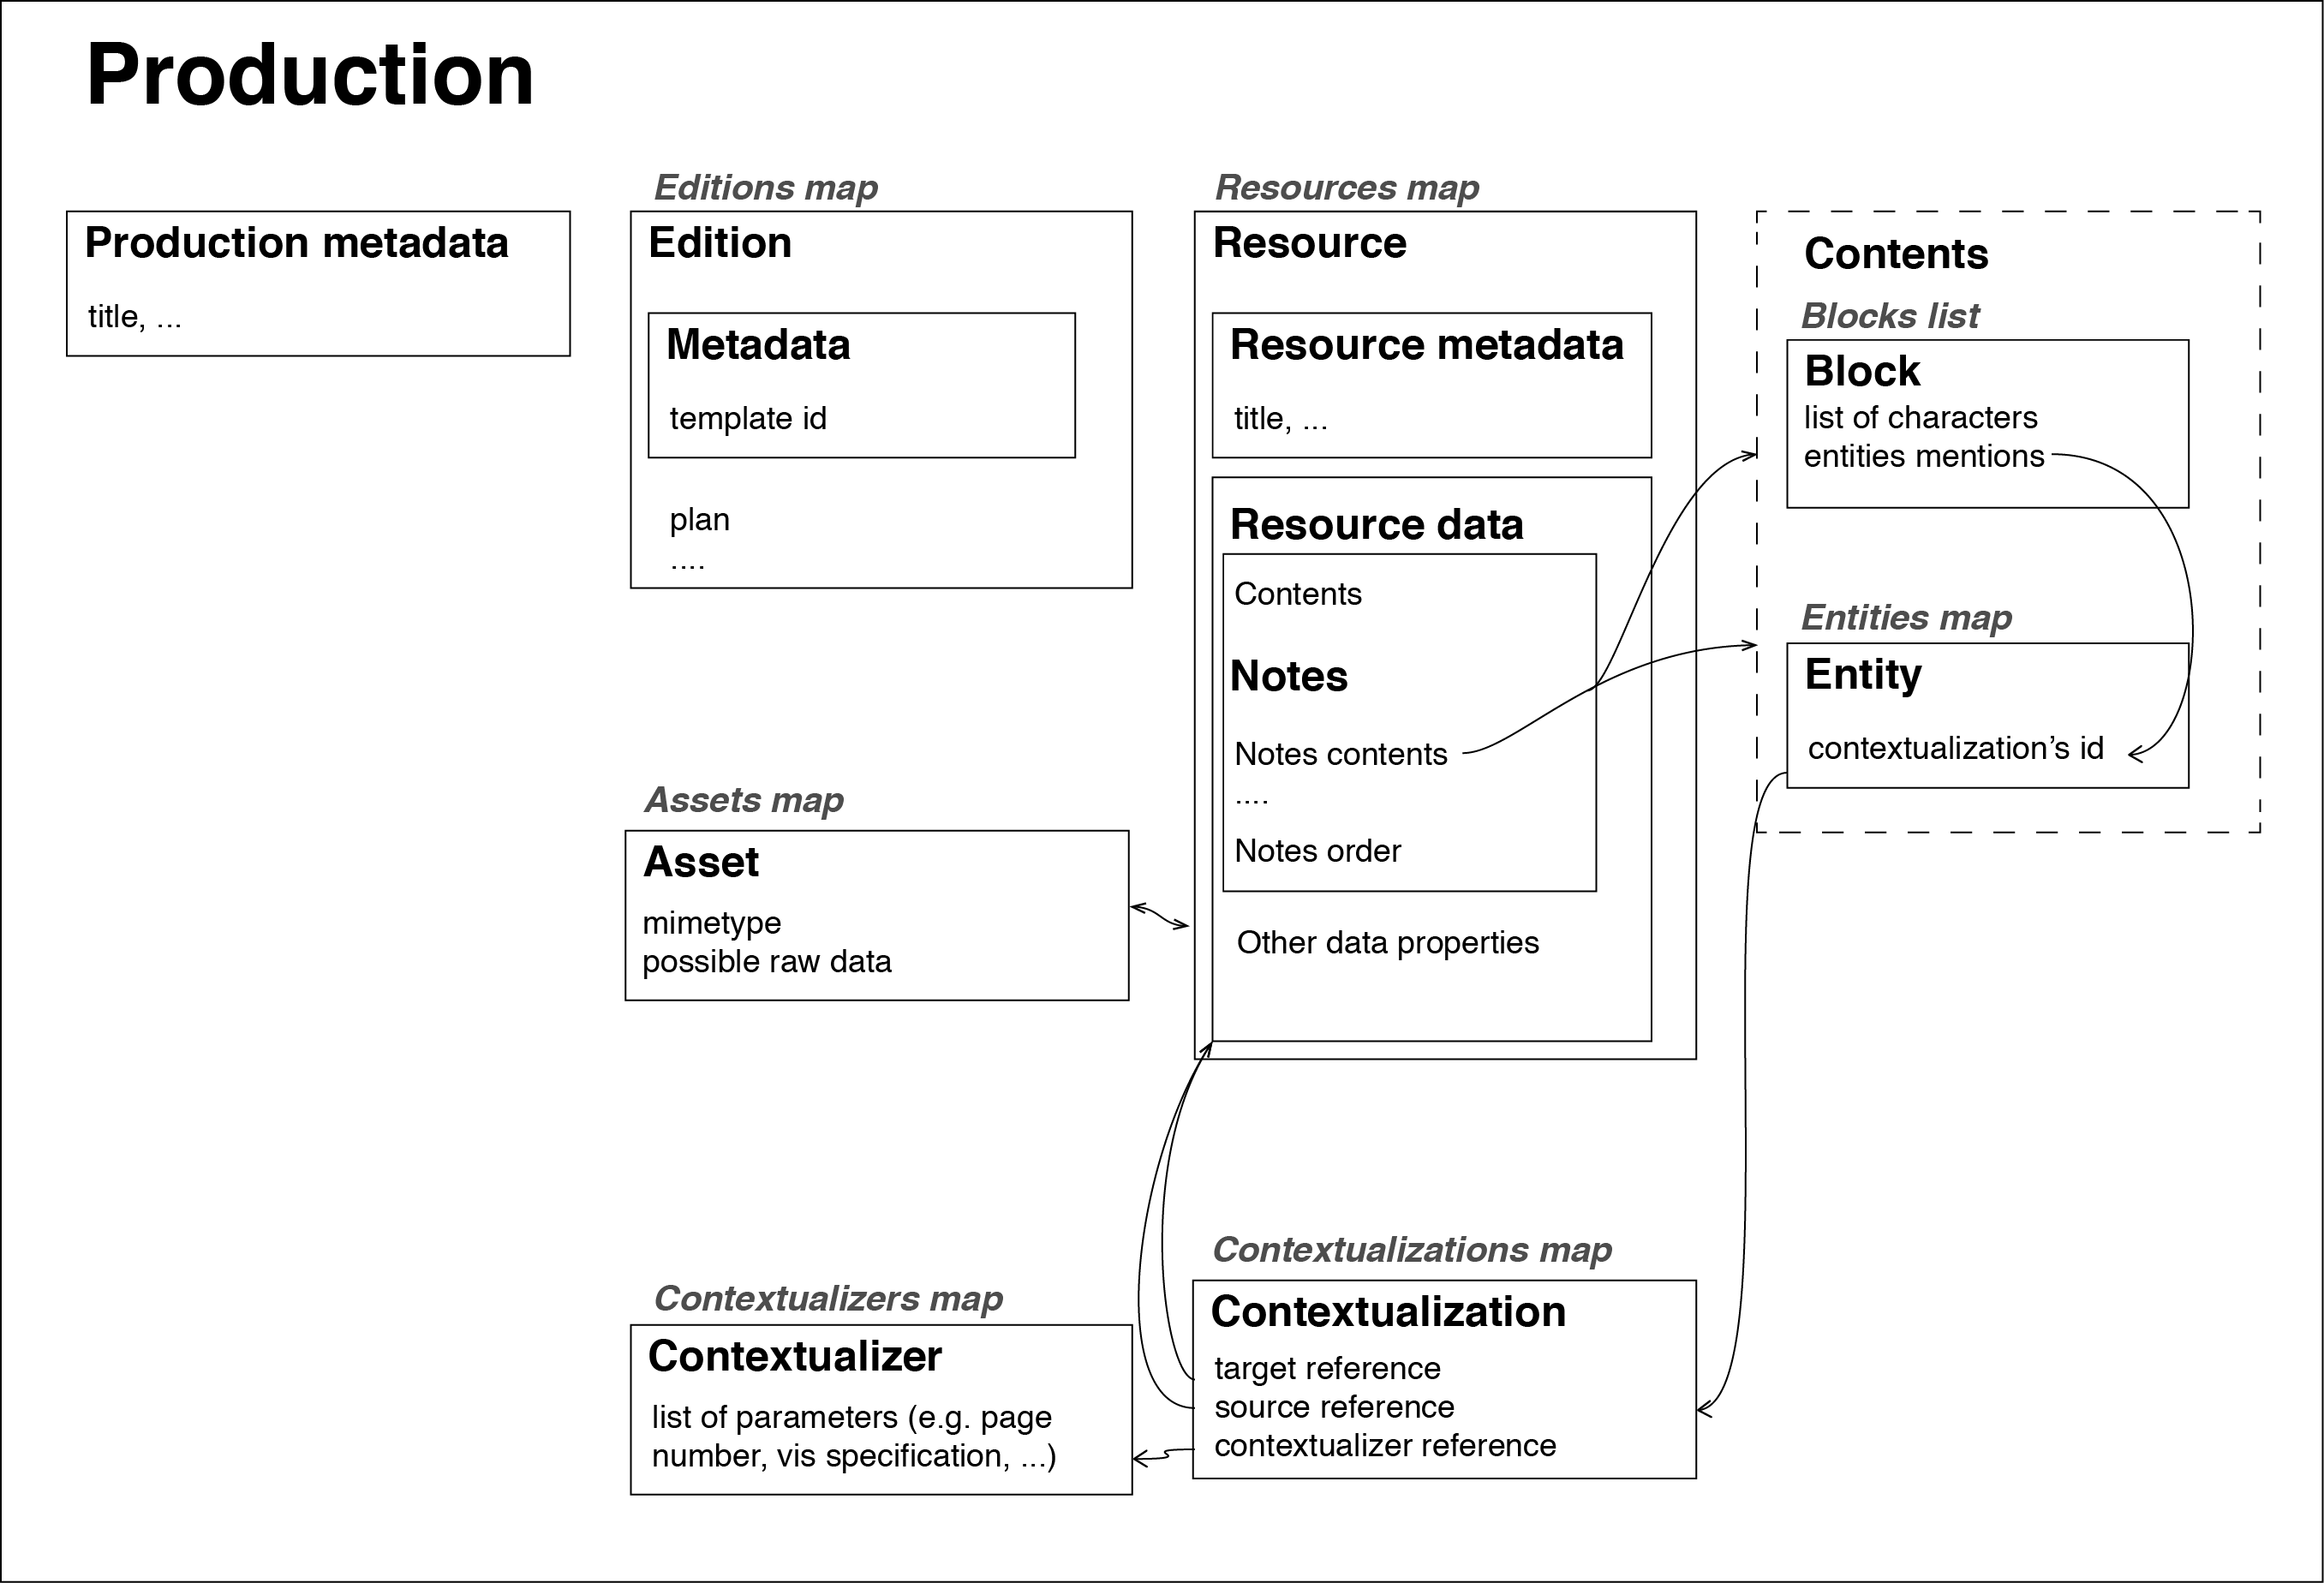 Production
Production metadata
title, ...
Editions map
Edition
Metadata
template id
plan
....
Resources map
Resource
Resource metadata
title, ...
Resource data
Contents
Notes
Notes contents
....
Notes order
Other data properties
Contents
Blocks list
Block
list of characters
entities mentions
Entities map
Entity
contextualization’s id
Assets map
Asset
mimetype
possible raw data
Contextualizers map
Contextualizer
list of parameters (e.g. page
number, vis specification, ...)
Contextualizations map
Contextualization
target reference
source reference
contextualizer reference